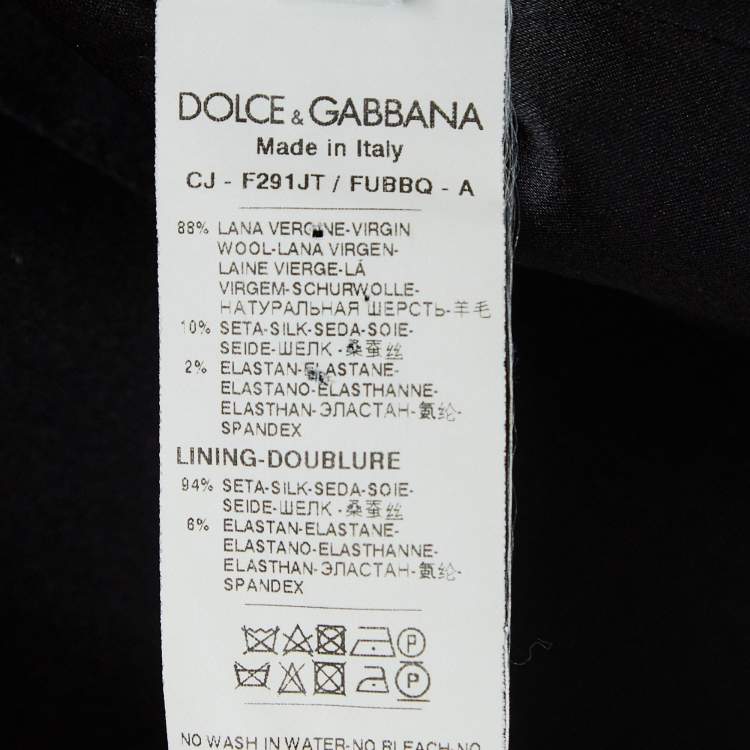 DOLCE & GABBANA
Made in Italy
CJ - F291JT / FUBBQ - A
88% LANA VERGINE-VIRGIN
WOOL-LANA VIRGEN-
LAINE VIERGE-LÁ
VIRGEM-SCHURWOLLE-
НАТУРАЛЬНАЯ ШЕРСТЬ-羊毛
10% SETA-SILK-SEDA-SOIE-
SEIDE-ШЕЛК -桑蚕丝
2% ELASTAN-ELASTANE-
ELASTANO-ELASTHANNE-
ELASTHAN-ЭЛАСТАН-氨纶-
SPANDEX
LINING-DOUBLURE
94% SETA-SILK-SEDA-SOIE-
SEIDE-ШЕЛК -桑蚕丝
6% ELASTAN-ELASTANE-
ELASTANO-ELASTHANNE-
ELASTHAN-ЭЛАСТАН-氨纶-
SPANDEX
P
P
NO WASH IN WATER-NO BLEACH-NO